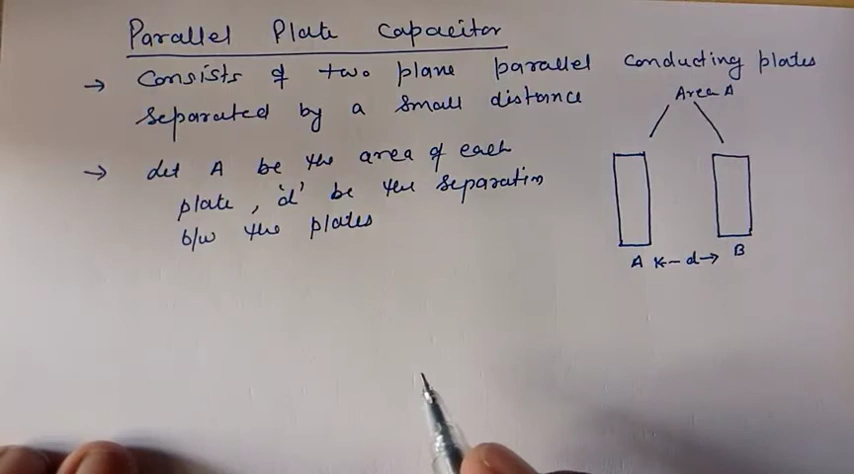 Parallel Plate Capacitor
→ Consists of two plane parallel conducting plates
separated by a small distance
Area A
→ Let A be the area of each
plate, 'd' be the separation
b/w the plates
A ←d→ B